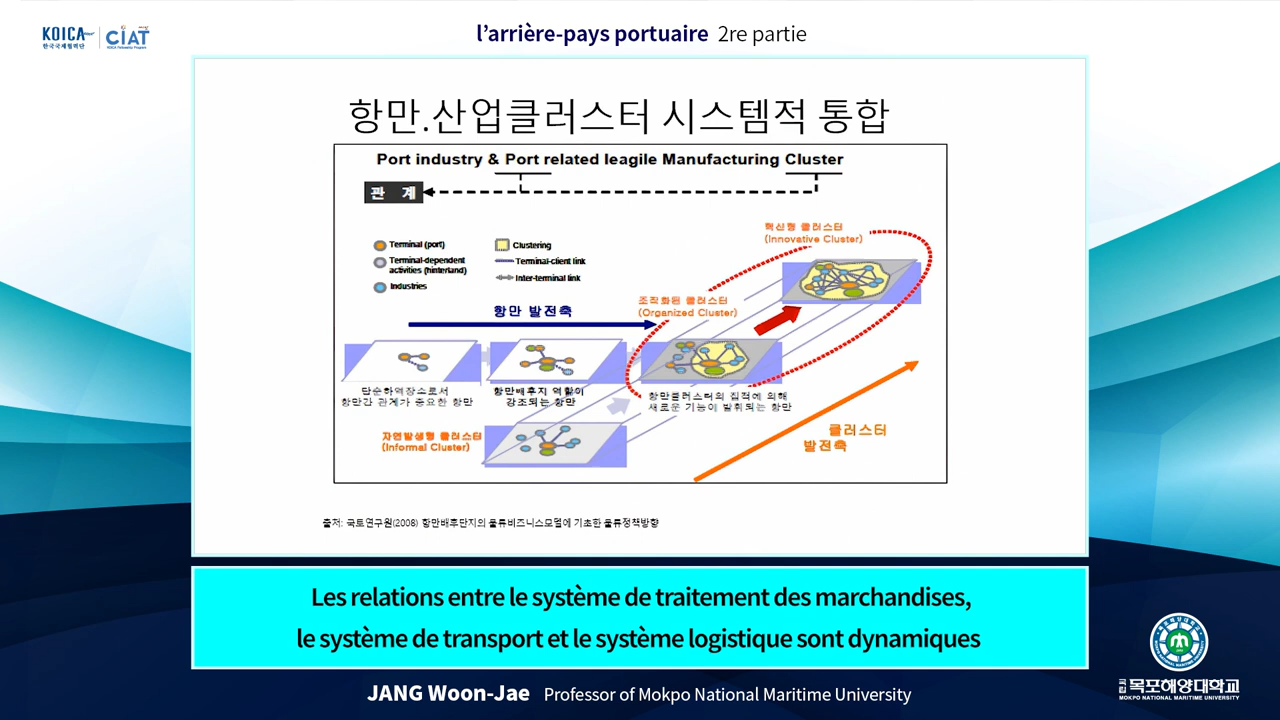 KOICA
한국국제협력단
CIAT
KOICA Fellowship Program
l'arrière-pays portuaire 2re partie
항만.산업클러스터 시스템적 통합
Port industry & Port related leagile Manufacturing Cluster
관 계
혁신형 클러스터
(Innovative Cluster)
Terminal (port)
Clustering
Terminal-dependent
activities (hinterland)
Terminal-client link
Inter-terminal link
Industries
조직화된 클러스터
(Organized Cluster)
항만 발전축
단순하역장소로서
항만간 관계가 중요한 항만
항만배후지 역할이
강조되는 항만
항만클러스터의 집적에 의해
새로운 기능이 발휘되는 항만
자연발생형 클러스터
(Informal Cluster)
클러스터
발전축
출처: 국토연구원(2008) 항만배후단지의 물류비즈니스모델에 기초한 물류정책방향
Les relations entre le système de traitement des marchandises,
le système de transport et le système logistique sont dynamiques
JANG Woon-Jae Professor of Mokpo National Maritime University
국립 목포해양대학교
MOKPO NATIONAL MARITIME UNIVERSITY